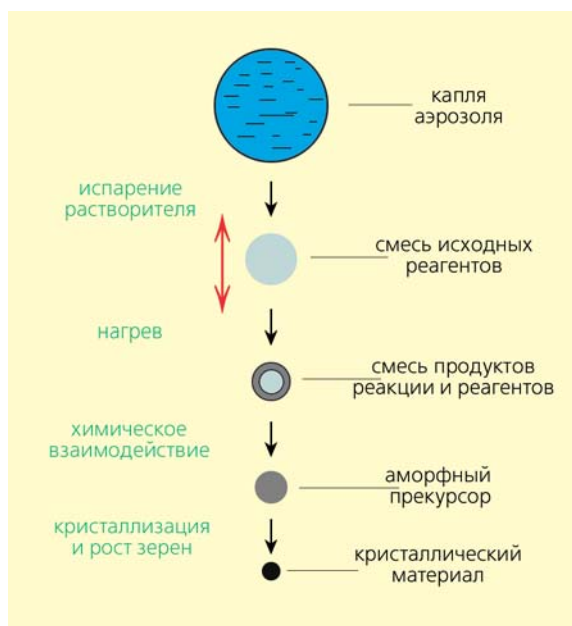 капля
аэрозоля
испарение
растворителя
смесь исходных
реагентов
нагрев
смесь продуктов
реакции и реагентов
химическое
взаимодействие
аморфный
прекурсор
кристаллизация
и рост зерен
кристаллический
материал